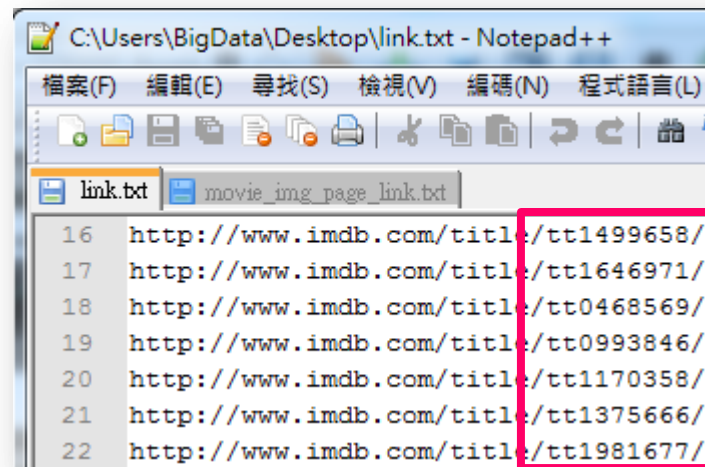 C:\Users\BigData\Desktop\link.txt - Notepad++
檔案(F) 編輯(E) 尋找(S) 檢視(V) 編碼(N) 程式語言(L)
link.txt movie_img_page_link.txt
16 http://www.imdb.com/title/tt1499658/
17 http://www.imdb.com/title/tt1646971/
18 http://www.imdb.com/title/tt0468569/
19 http://www.imdb.com/title/tt0993846/
20 http://www.imdb.com/title/tt1170358/
21 http://www.imdb.com/title/tt1375666/
22 http://www.imdb.com/title/tt1981677/